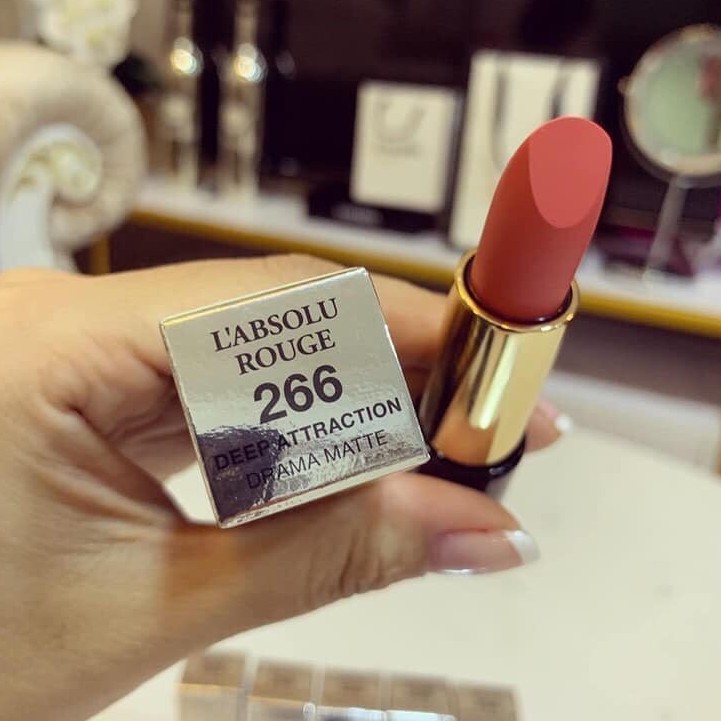 L'ABSOLU
ROUGE
266
DEEP ATTRACTION
DRAMA MATTE